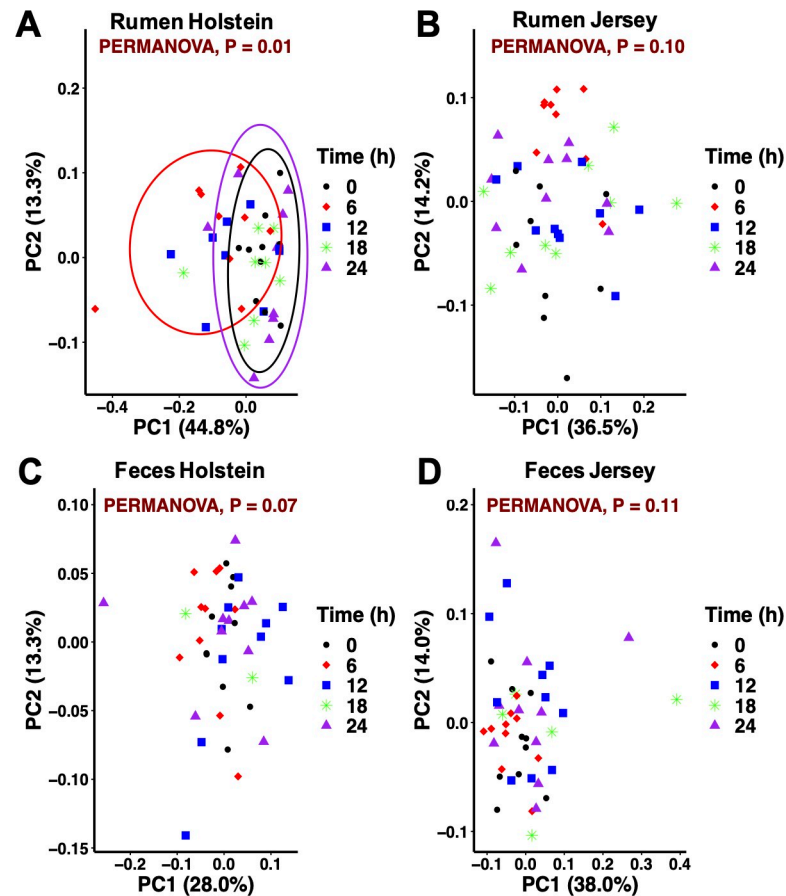 A
Rumen Holstein
PERMANOVA, P = 0.01
PC2 (13.3%)
0.2
0.1
0.0
−0.1
−0.4
−0.2
0.0
PC1 (44.8%)
Time (h)
0
6
12
18
24
B
Rumen Jersey
PERMANOVA, P = 0.10
PC2 (14.2%)
0.1
0.0
−0.1
−0.1
0.0
0.1
0.2
PC1 (36.5%)
Time (h)
0
6
12
18
24
C
Feces Holstein
PERMANOVA, P = 0.07
PC2 (13.3%)
0.10
0.05
0.00
−0.05
−0.10
−0.15
−0.2
−0.1
0.0
0.1
PC1 (28.0%)
Time (h)
0
6
12
18
24
D
Feces Jersey
PERMANOVA, P = 0.11
PC2 (14.0%)
0.2
0.1
0.0
−0.1
−0.1
0.0
0.1
0.2
0.3
0.4
PC1 (38.0%)
Time (h)
0
6
12
18
24